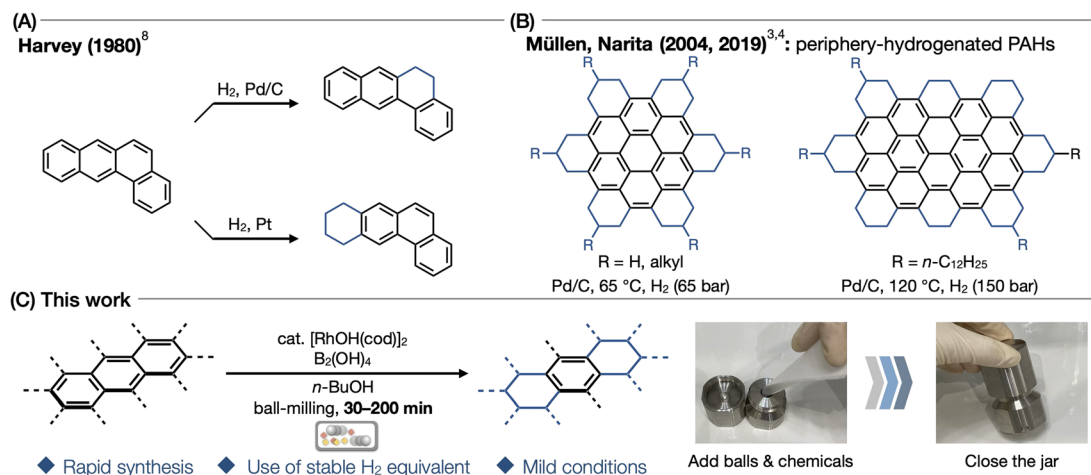 (A)
Harvey (1980)8
H2, Pd/C
H2, Pt
(B)
Müllen, Narita (2004, 2019)3,4: periphery-hydrogenated PAHs
R
R
R
R
R
R
R = H, alkyl
Pd/C, 65 °C, H2 (65 bar)
R
R
R
R = n-C12H25
Pd/C, 120 °C, H2 (150 bar)
(C) This work
cat. [RhOH(cod)]2
B2(OH)4
n-BuOH
ball-milling, 30–200 min
◆ Rapid synthesis
◆ Use of stable H2 equivalent
◆ Mild conditions
Add balls & chemicals
Close the jar